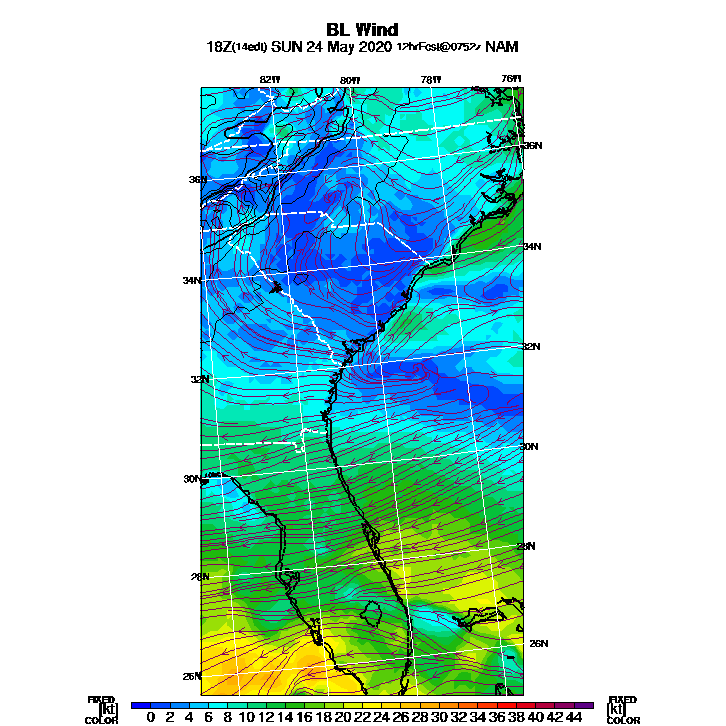 BL Wind
18Z(14edt) SUN 24 May 2020 12hrFcst@0752z NAM
82W 80W 78W 76W
36N
36N
34N
34N
32N
32N
30N
30N
28N
28N
26N
26N
FIXED FIXED
[kt] 0 2 4 6 8 10 12 14 16 18 20 22 24 26 28 30 32 34 36 38 40 42 44 [kt]
COLOR COLOR